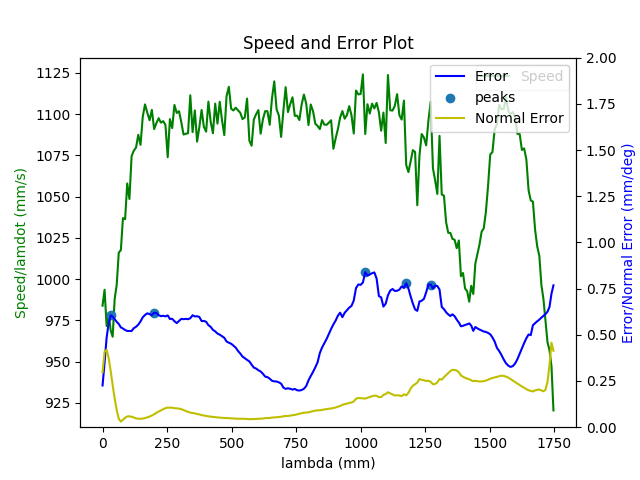 Speed and Error Plot
Speed
Error
peaks
Normal Error
1125
1100
1075
1050
1025
1000
975
950
925
Speed/lamdot (mm/s)
2.00
1.75
1.50
1.25
1.00
0.75
0.50
0.25
0.00
Error/Normal Error (mm/deg)
0 250 500 750 1000 1250 1500 1750
lambda (mm)